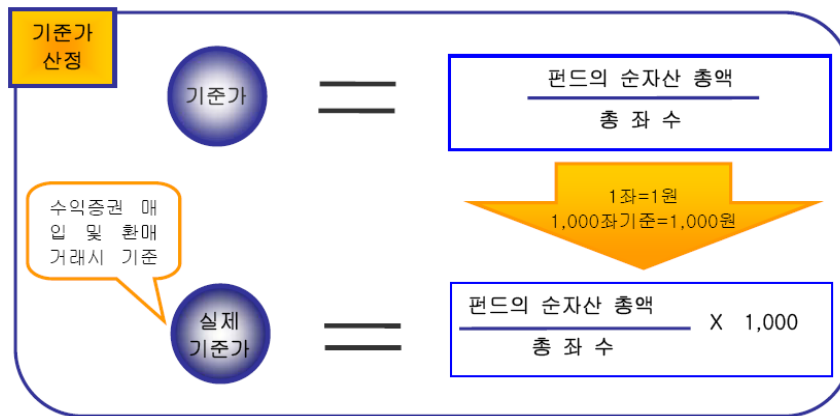 기준가
산정
기준가
펀드의 순자산 총액
총 좌 수
1좌=1원
1,000좌기준=1,000원
수익증권 매
입 및 환매
거래시 기준
실제
기준가
펀드의 순자산 총액
총 좌 수
X 1,000